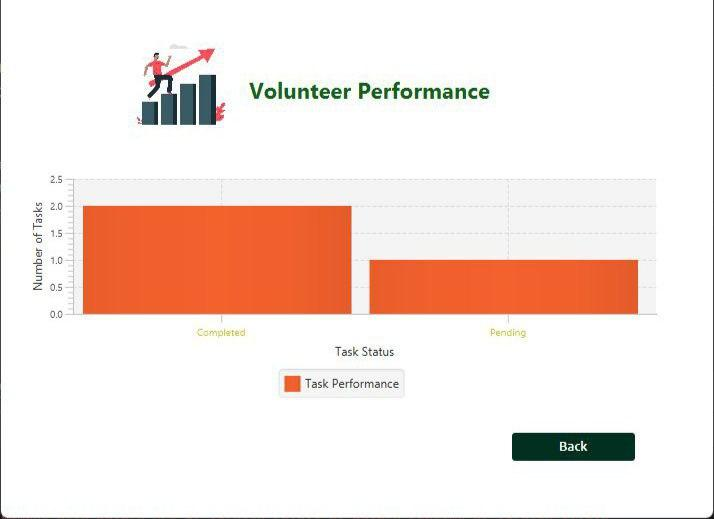 Volunteer Performance
2.5
2.0
1.5
1.0
0.5
0.0
Number of Tasks
Completed
Pending
Task Status
Task Performance
Back